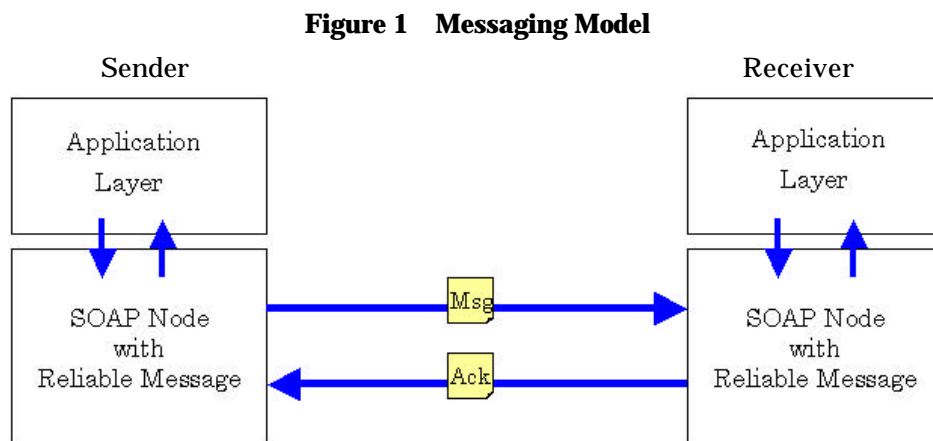 Figure 1 Messaging Model
Sender
Receiver
Application
Layer
Application
Layer
Msg
SOAP Node
with
Reliable Message
SOAP Node
with
Reliable Message
Ack